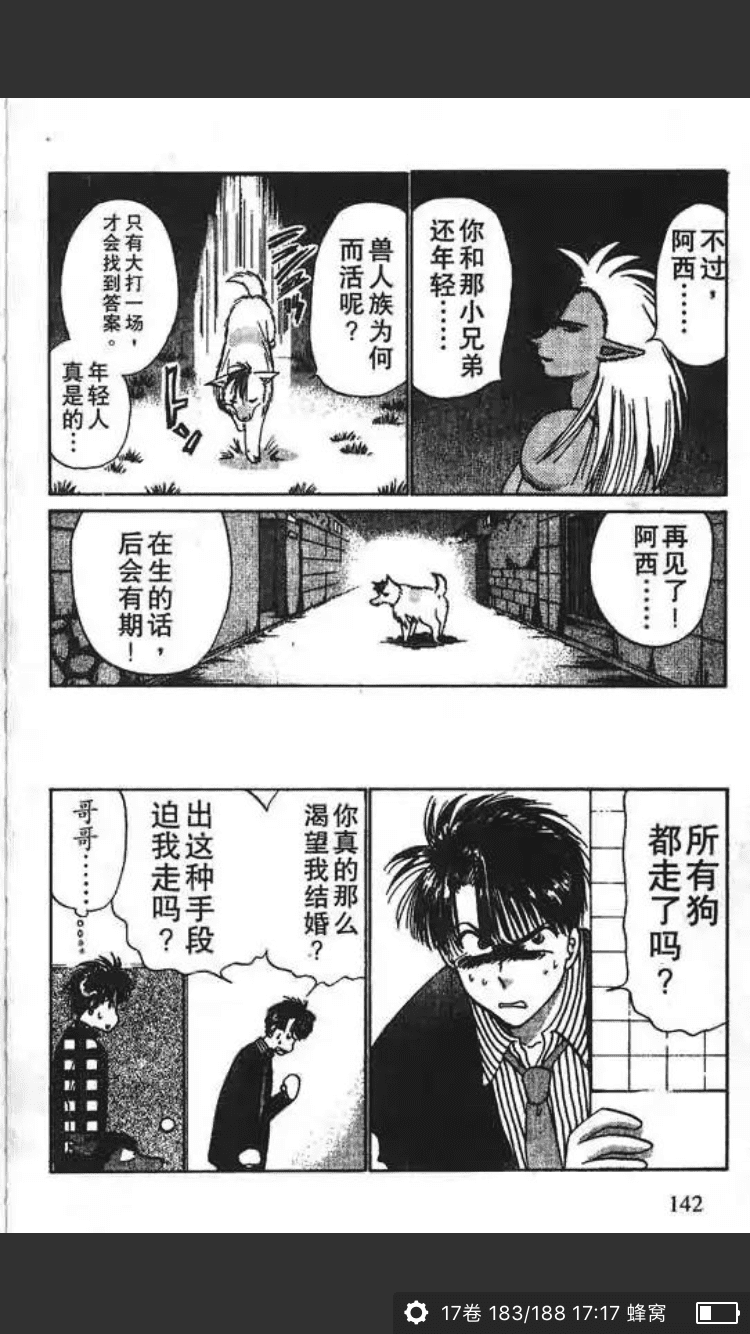 不过，
阿西……
你和那小兄弟
还年轻……
兽人族为何
而活呢？
只有大打一场，
才会找到答案。
年轻人
真是的…
再见了！
阿西……
在生的话，
后会有期！
所有狗
都走了吗？
你真的那么
渴望我结婚？
出这种手段
迫我走吗？
哥哥……
142
17卷 183/188 17:17 蜂窝